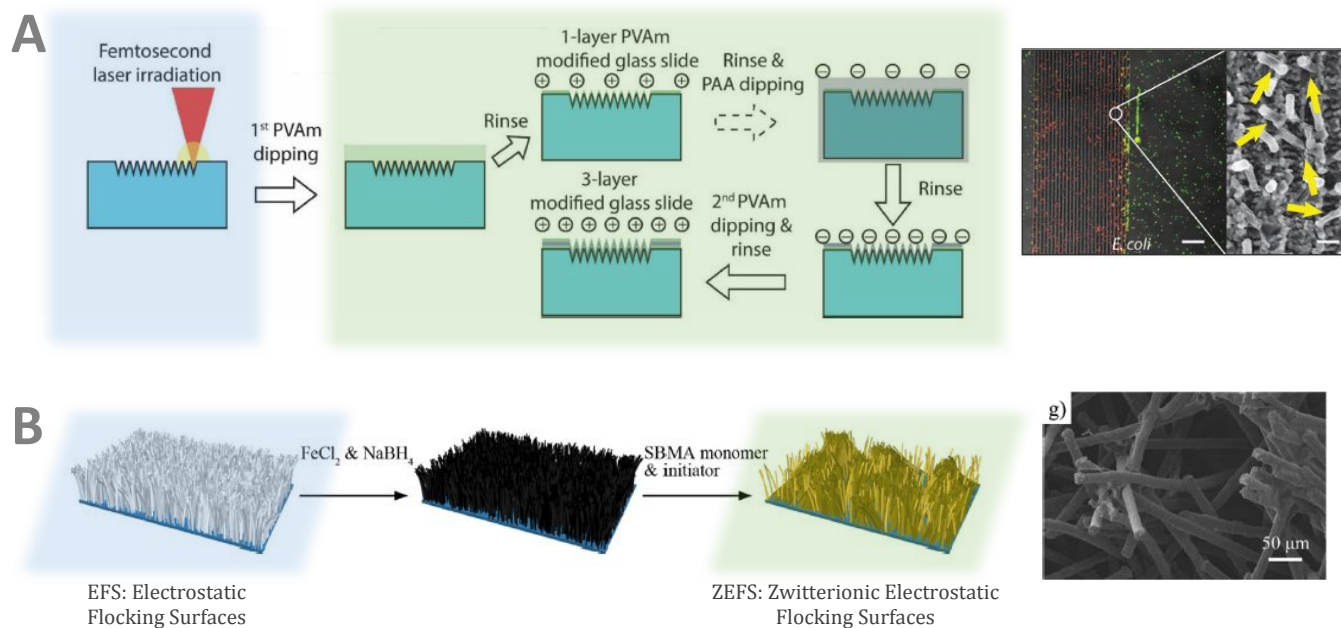 A
Femtosecond
laser irradiation
1st PVAm
dipping
Rinse
1-layer PVAm
modified glass slide
+ + + + +
Rinse &
PAA dipping
− − − − −
Rinse
− − − − − − −
2nd PVAm
dipping &
rinse
3-layer
modified glass slide
+ + + + + + +
E. coli
B
FeCl2 & NaBH4
SBMA monomer
& initiator
EFS: Electrostatic
Flocking Surfaces
ZEFS: Zwitterionic Electrostatic
Flocking Surfaces
g)
50 μm